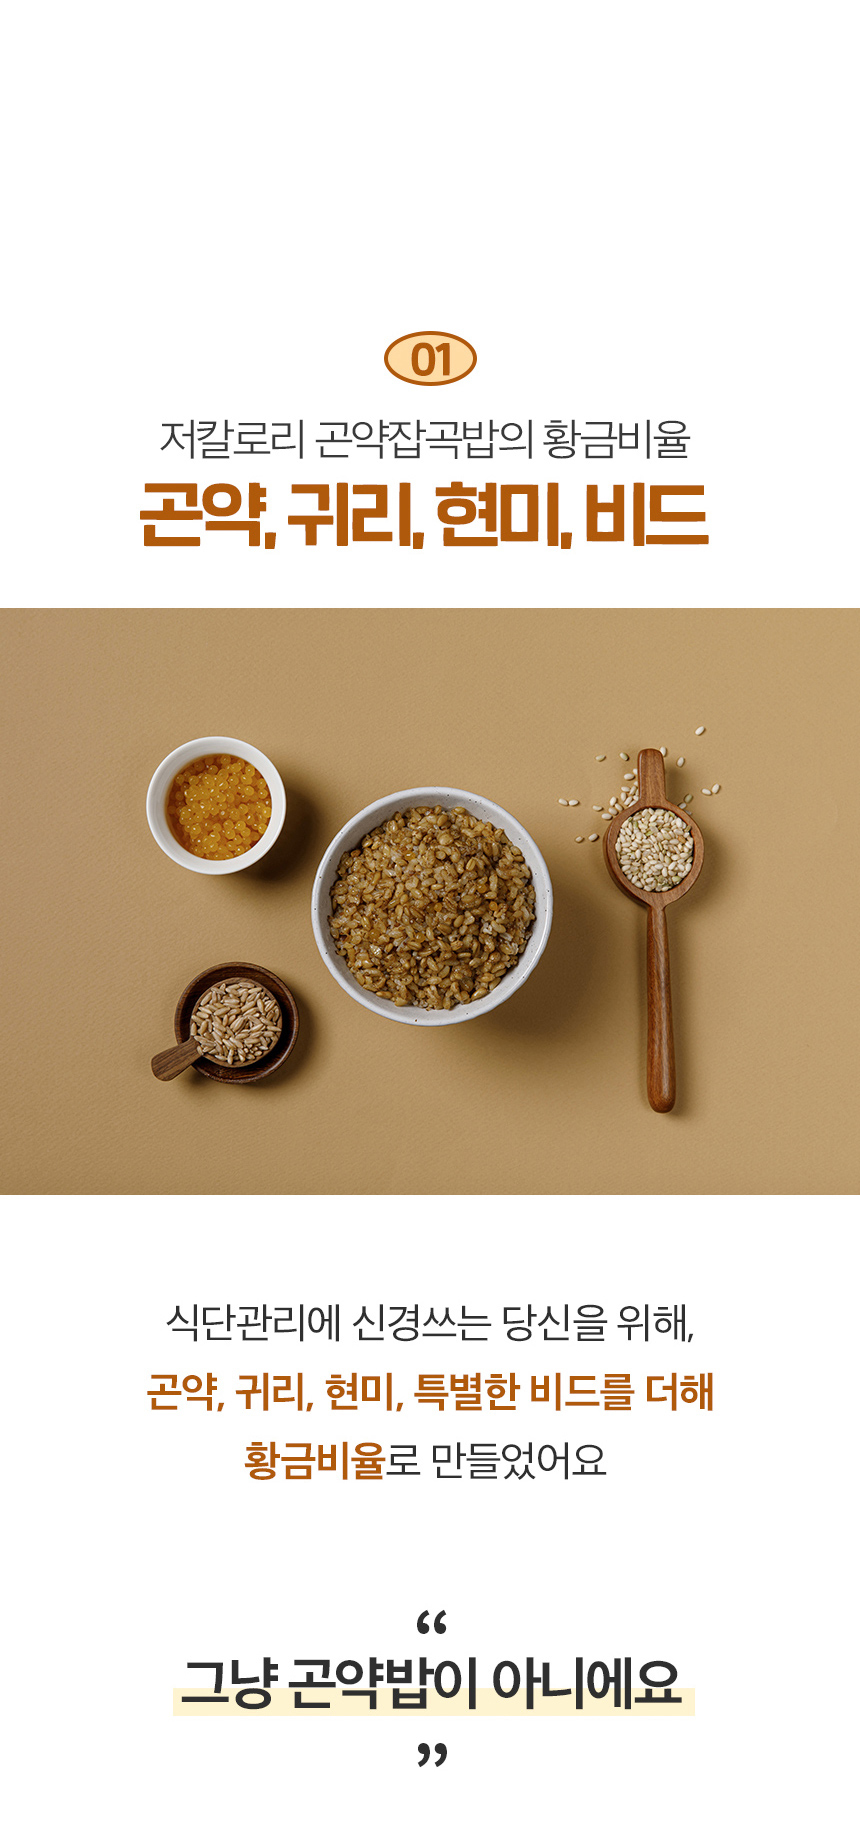 01
저칼로리 곤약잡곡밥의 황금비율
곤약, 귀리, 현미, 비드
식단관리에 신경쓰는 당신을 위해,
곤약, 귀리, 현미, 특별한 비드를 더해
황금비율로 만들었어요
“
그냥 곤약밥이 아니에요
”